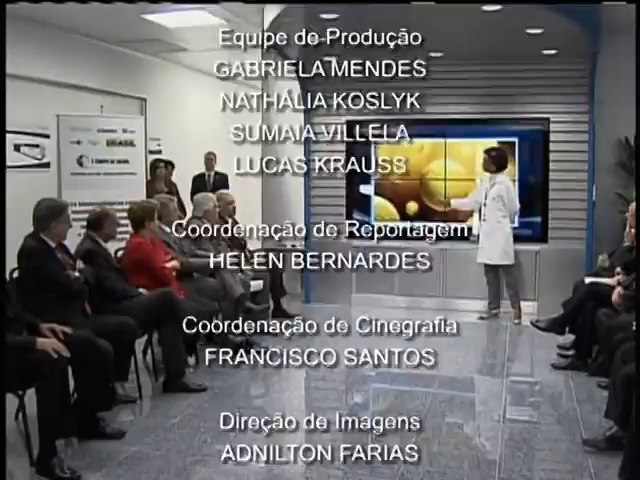 Equipe de Produção
GABRIELA MENDES
NATHÁLIA KOSLYK
SUMAIA VILLELA
LUCAS KRAUSS
BRASIL
Coordenação de Reportagem
HELEN BERNARDES
Coordenação de Cinegrafia
FRANCISCO SANTOS
Direção de Imagens
ADNILTON FARIAS